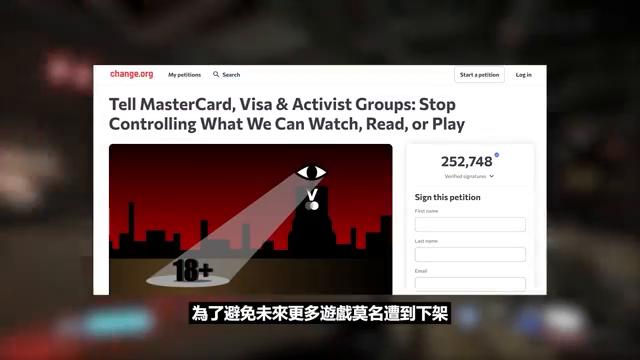 change.org My petitions Search Start a petition Log in
Tell MasterCard, Visa & Activist Groups: Stop
Controlling What We Can Watch, Read, or Play
252,748
Verified signatures
Sign this petition
First name
Last name
Email
18+
為了避免未來更多遊戲莫名遭到下架